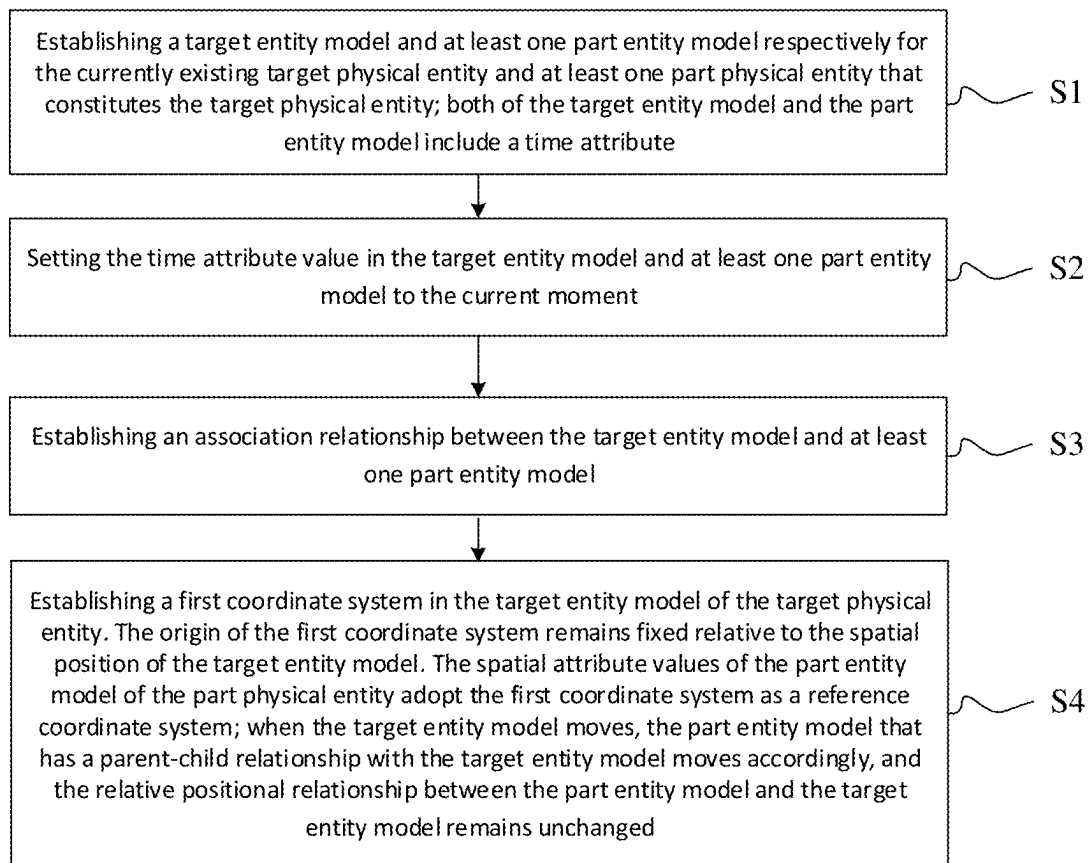 Establishing a target entity model and at least one part entity model respectively for
the currently existing target physical entity and at least one part physical entity that
constitutes the target physical entity; both of the target entity model and the part
entity model include a time attribute
S1
Setting the time attribute value in the target entity model and at least one part entity
model to the current moment
S2
Establishing an association relationship between the target entity model and at least
one part entity model
S3
Establishing a first coordinate system in the target entity model of the target physical
entity. The origin of the first coordinate system remains fixed relative to the spatial
position of the target entity model. The spatial attribute values of the part entity
model of the part physical entity adopt the first coordinate system as a reference
coordinate system; when the target entity model moves, the part entity model that
has a parent-child relationship with the target entity model moves accordingly, and
the relative positional relationship between the part entity model and the target
entity model remains unchanged
S4